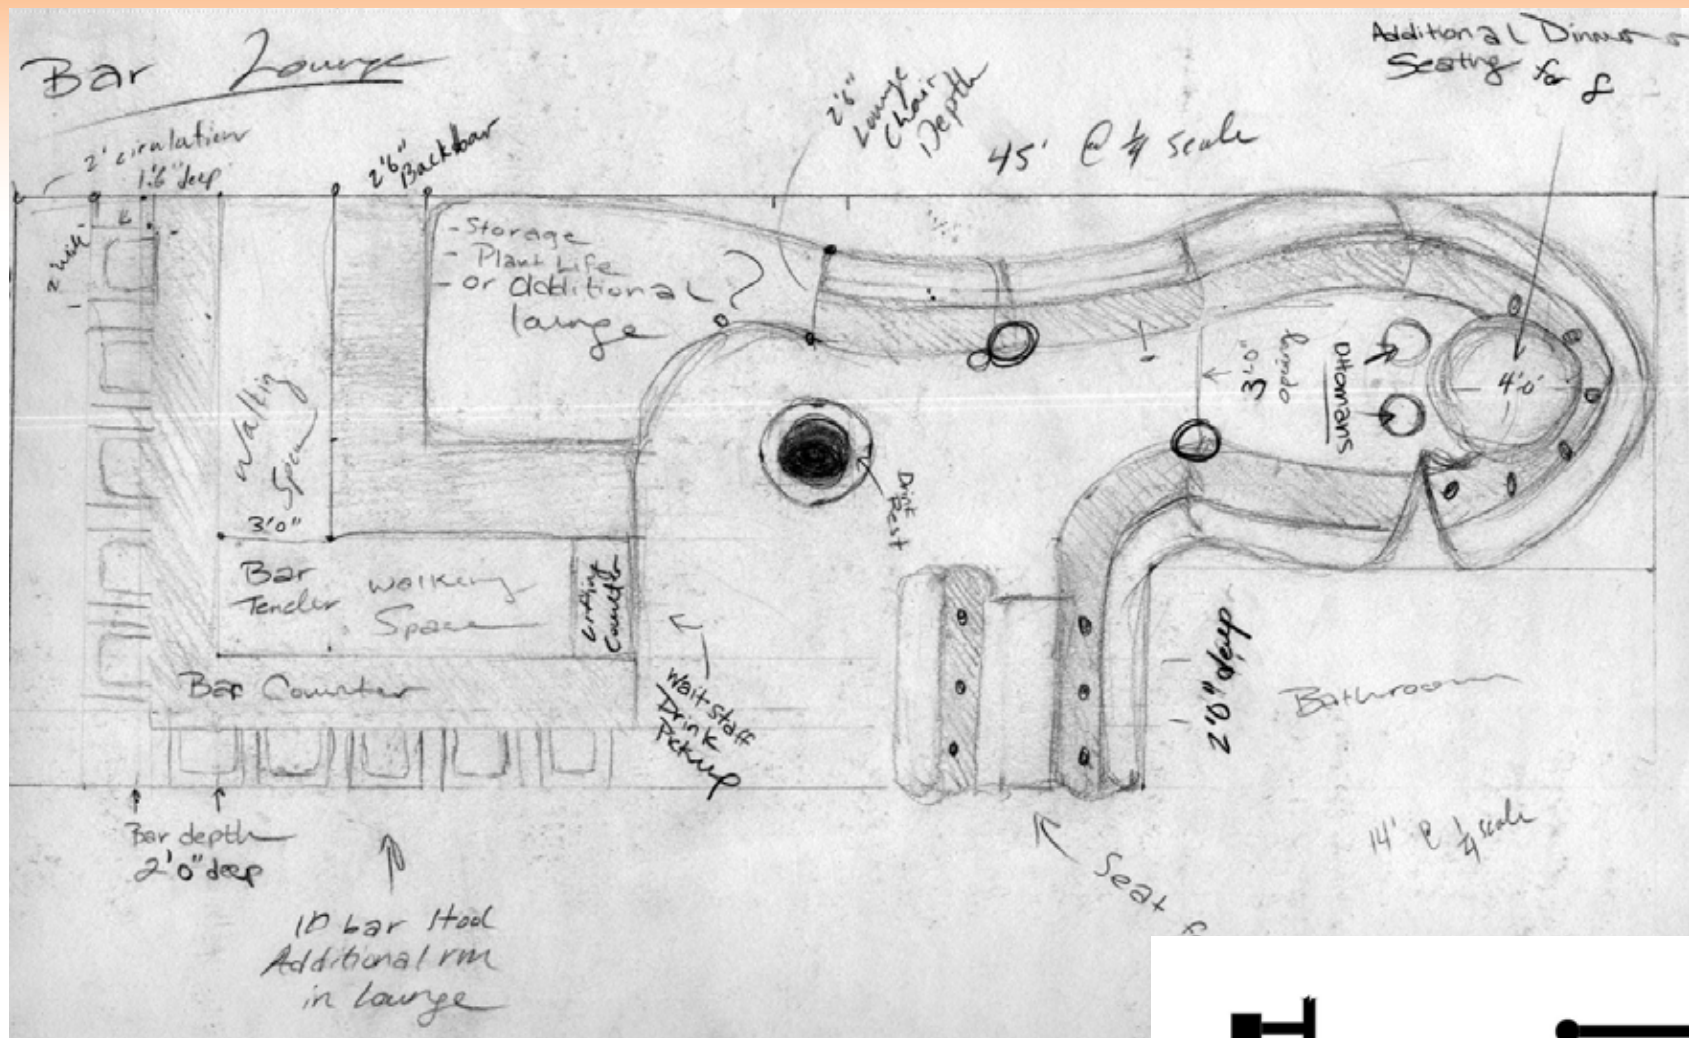 Bar Lounge
Additional Dinner
Seating for 8
2' circulation
1'6" deep
2'6"
Backbar
2'6"
Lounge
Chair
Depth
45' @ 1/4 scale
2' wide
- Storage
- Plant Life
- or additional
lounge
?
Walking
Space
3'0"
Bar
Tender
Walking
Space
Bar Counter
Wait staff
Drink
Pickup
Drink
Rest
3'-0"
opening
Ottomans
4'0"
2'0" deep
Bathroom
14' @ 1/4 scale
Bar depth
2'0" deep
10 bar stool
Additional rm
in lounge
Seat